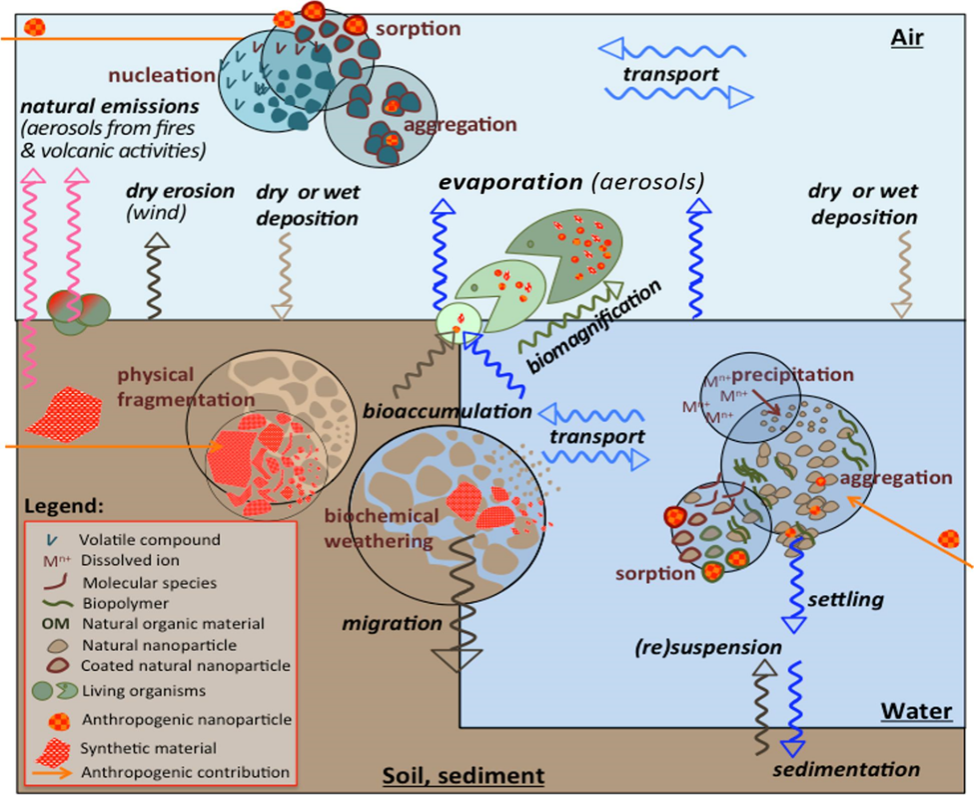 sorption
Air
nucleation
transport
natural emissions
(aerosols from fires
& volcanic activities)
aggregation
dry erosion
(wind)
dry or wet
deposition
evaporation (aerosols)
dry or wet
deposition
biomagnification
physical
fragmentation
Mⁿ⁺
precipitation
Mⁿ⁺
Mⁿ⁺
Mⁿ⁺
bioaccumulation
transport
aggregation
biochemical
weathering
sorption
settling
migration
(re)suspension
Water
sedimentation
Soil, sediment
Legend:
Volatile compound
Mⁿ⁺ Dissolved ion
Molecular species
Biopolymer
OM Natural organic material
Natural nanoparticle
Coated natural nanoparticle
Living organisms
Anthropogenic nanoparticle
Synthetic material
Anthropogenic contribution